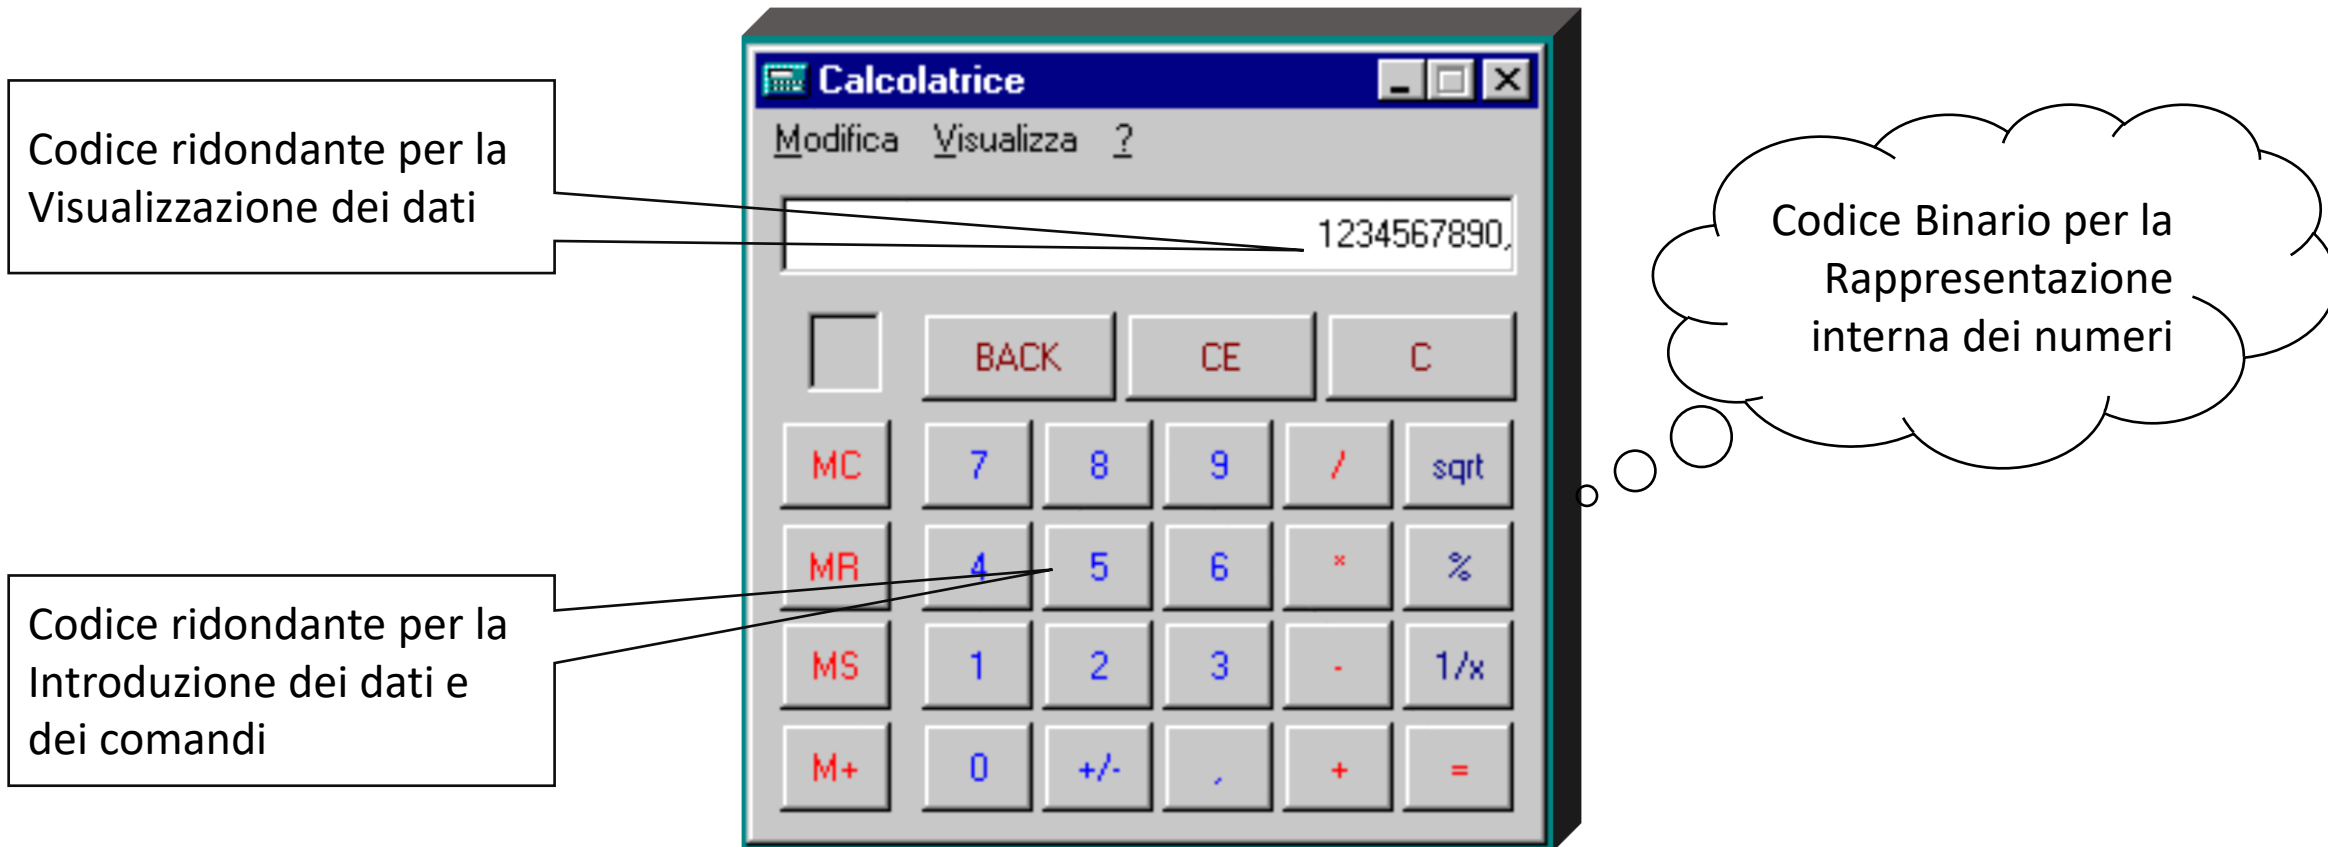 Codice ridondante per la
Visualizzazione dei dati
Codice ridondante per la
Introduzione dei dati e
dei comandi
Calcolatrice
Modifica Visualizza ?
1234567890,
BACK CE C
MC 7 8 9 / sqrt
MR 4 5 6 * %
MS 1 2 3 - 1/x
M+ 0 +/- , + =
Codice Binario per la
Rappresentazione
interna dei numeri